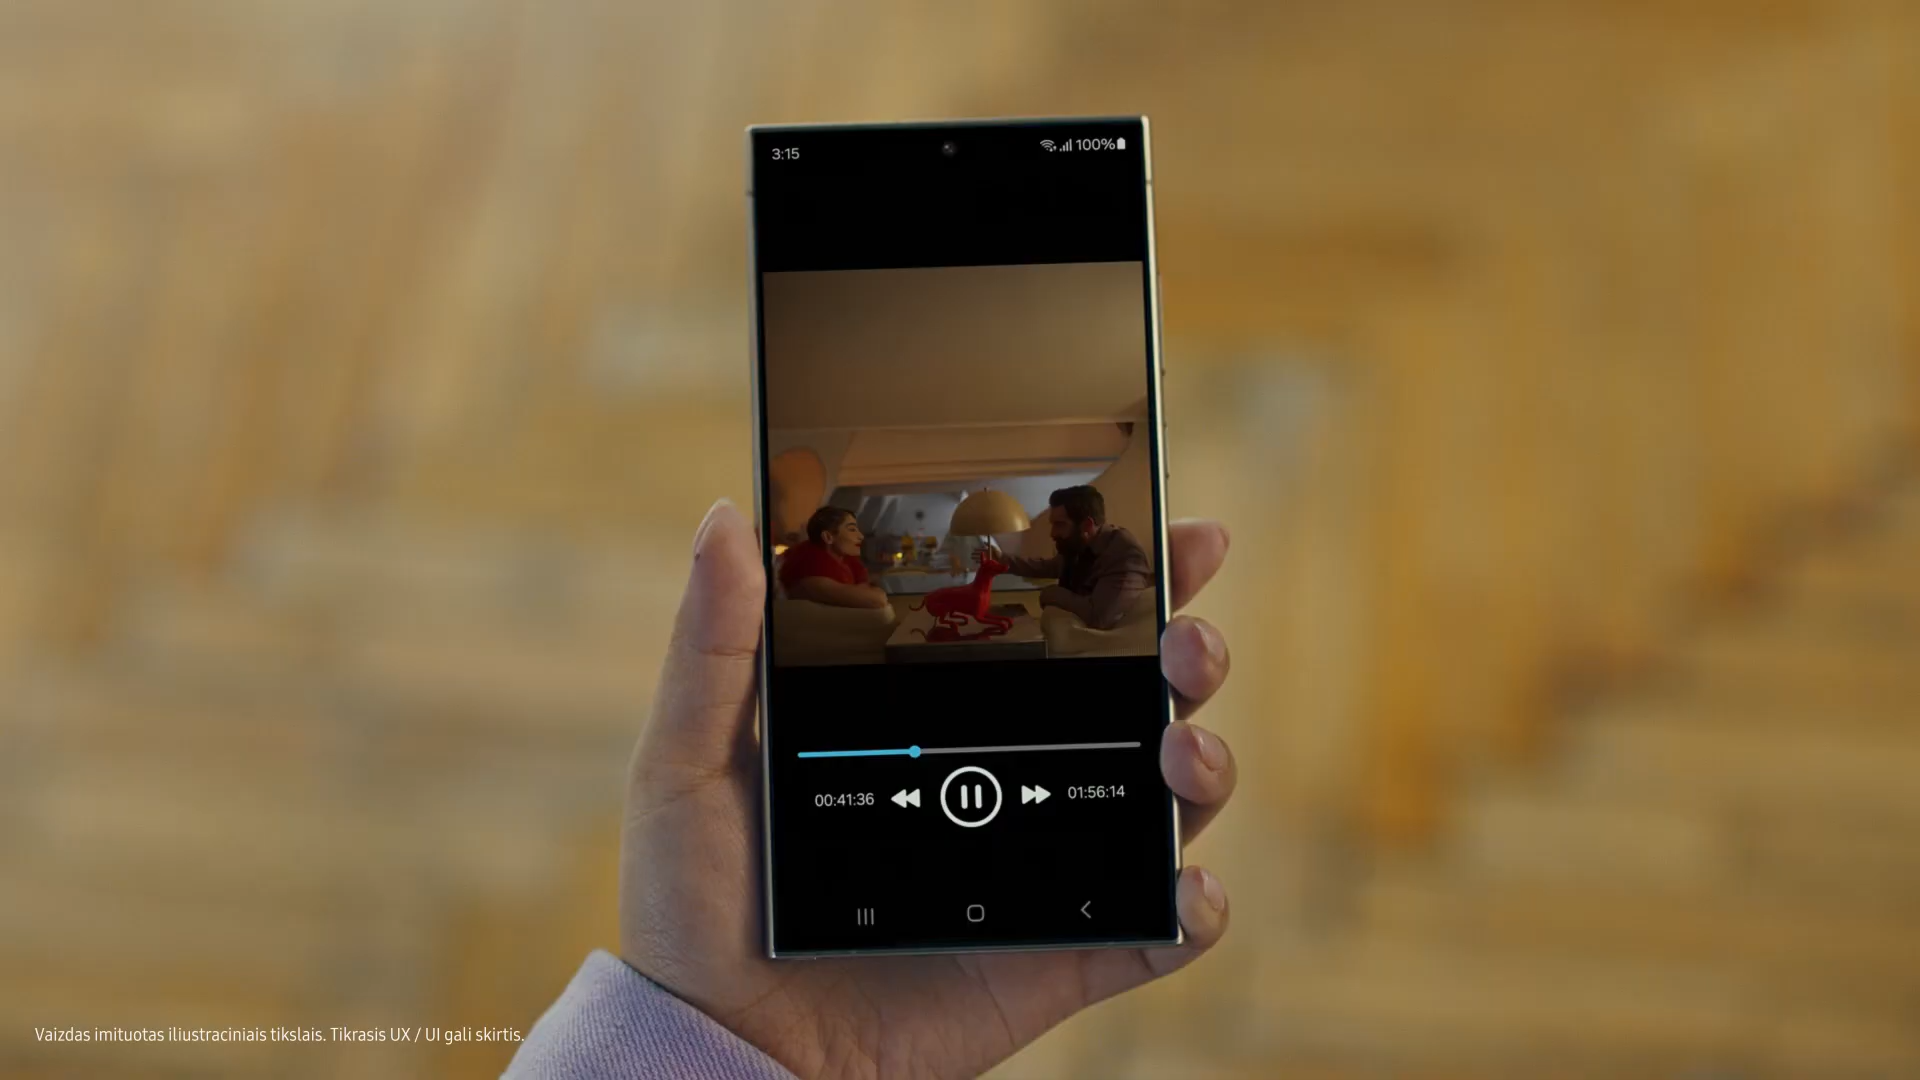 3:15
100%
00:41:36
01:56:14
Vaizdas imituotas iliustraciniais tikslais. Tikrasis UX / UI gali skirtis.